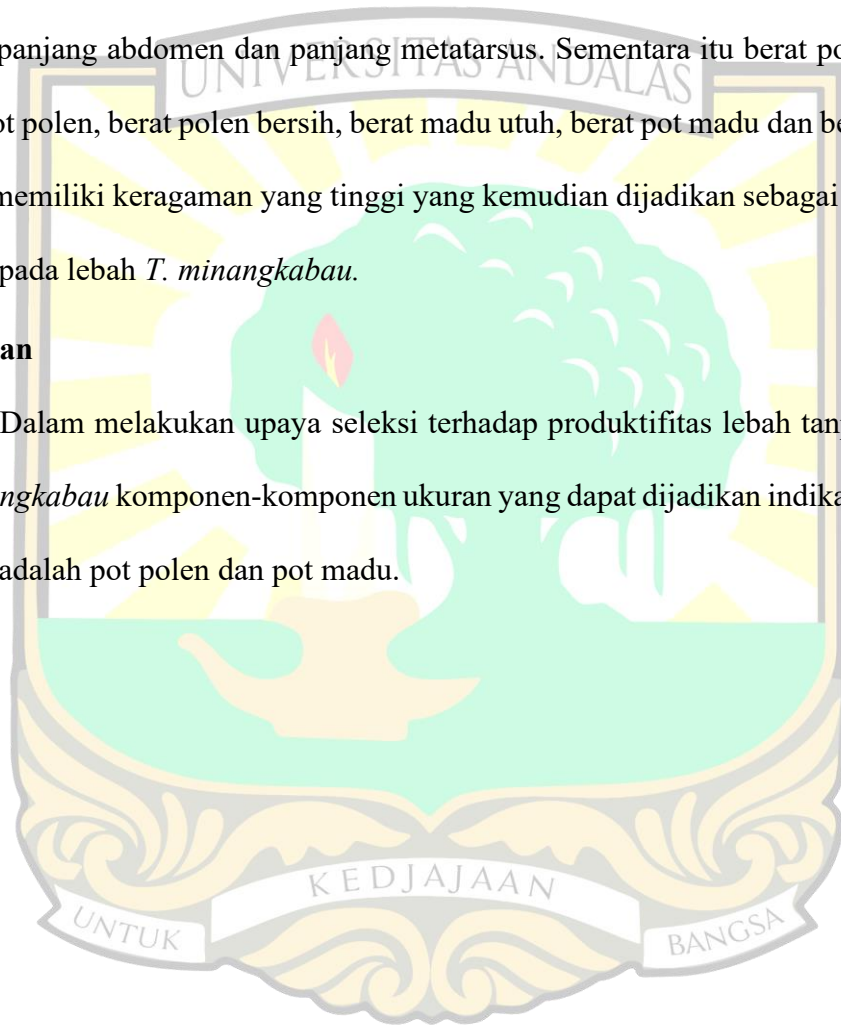 panjang abdomen dan panjang metatarsus. Sementara itu berat po
ot polen, berat polen bersih, berat madu utuh, berat pot madu dan be
memiliki keragaman yang tinggi yang kemudian dijadikan sebagai
pada lebah T. minangkabau.
an
Dalam melakukan upaya seleksi terhadap produktifitas lebah tan
ngkabau komponen-komponen ukuran yang dapat dijadikan indika
adalah pot polen dan pot madu.
UNIVERSITAS ANDALAS
KEDJAJAAN
UNTUK
BANGSA